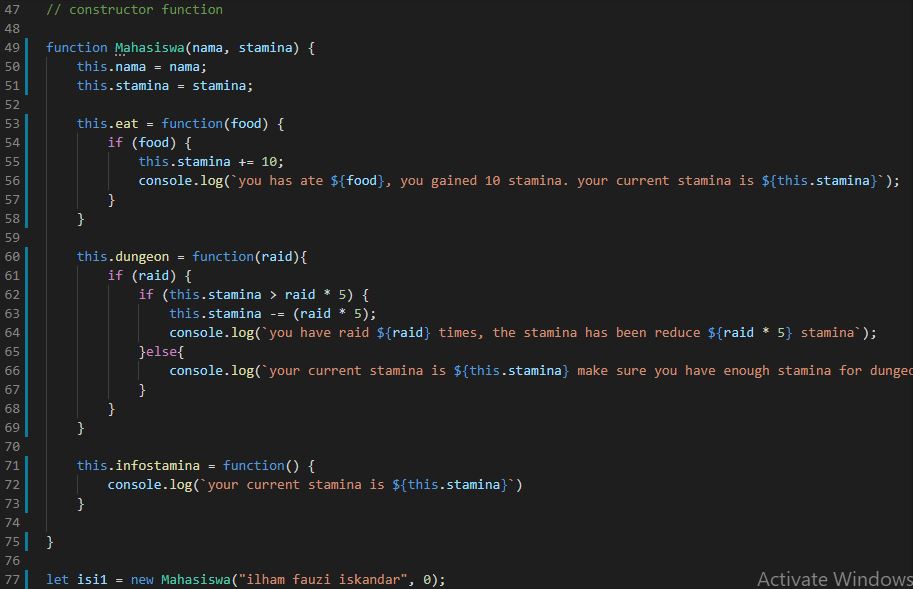 47 // constructor function
48
49 function Mahasiswa(nama, stamina) {
50     this.nama = nama;
51     this.stamina = stamina;
52
53     this.eat = function(food) {
54         if (food) {
55             this.stamina += 10;
56             console.log(`you has ate ${food}, you gained 10 stamina. your current stamina is ${this.stamina}`);
57         }
58     }
59
60     this.dungeon = function(raid){
61         if (raid) {
62             if (this.stamina > raid * 5) {
63                 this.stamina -= (raid * 5);
64                 console.log(`you have raid ${raid} times, the stamina has been reduce ${raid * 5} stamina`);
65             }else{
66                 console.log(`your current stamina is ${this.stamina} make sure you have enough stamina for dungeo
67             }
68         }
69     }
70
71     this.infostamina = function() {
72         console.log(`your current stamina is ${this.stamina}`)
73     }
74
75 }
76
77 let isi1 = new Mahasiswa("ilham fauzi iskandar", 0);
Activate Windows